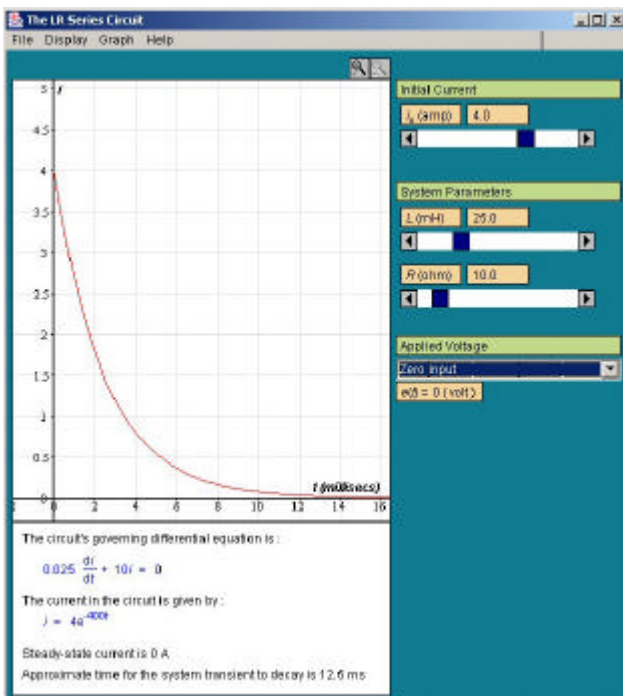 The LR Series Circuit
File Display Graph Help
Initial Current
i₀ (amp) 4.0
System Parameters
L (mH) 25.0
R (ohm) 10.0
Applied Voltage
Zero input
e(t) = 0 (volt)
i
5
4.5
4
3.5
3
2.5
2
1.5
1
0.5
0
t (millisecs)
0 2 4 6 8 10 12 14 16
The circuit's governing differential equation is :
0.025 di/dt + 10i = 0
The current in the circuit is given by :
i = 4e^-400t
Steady-state current is 0 A
Approximate time for the system transient to decay is 12.6 ms